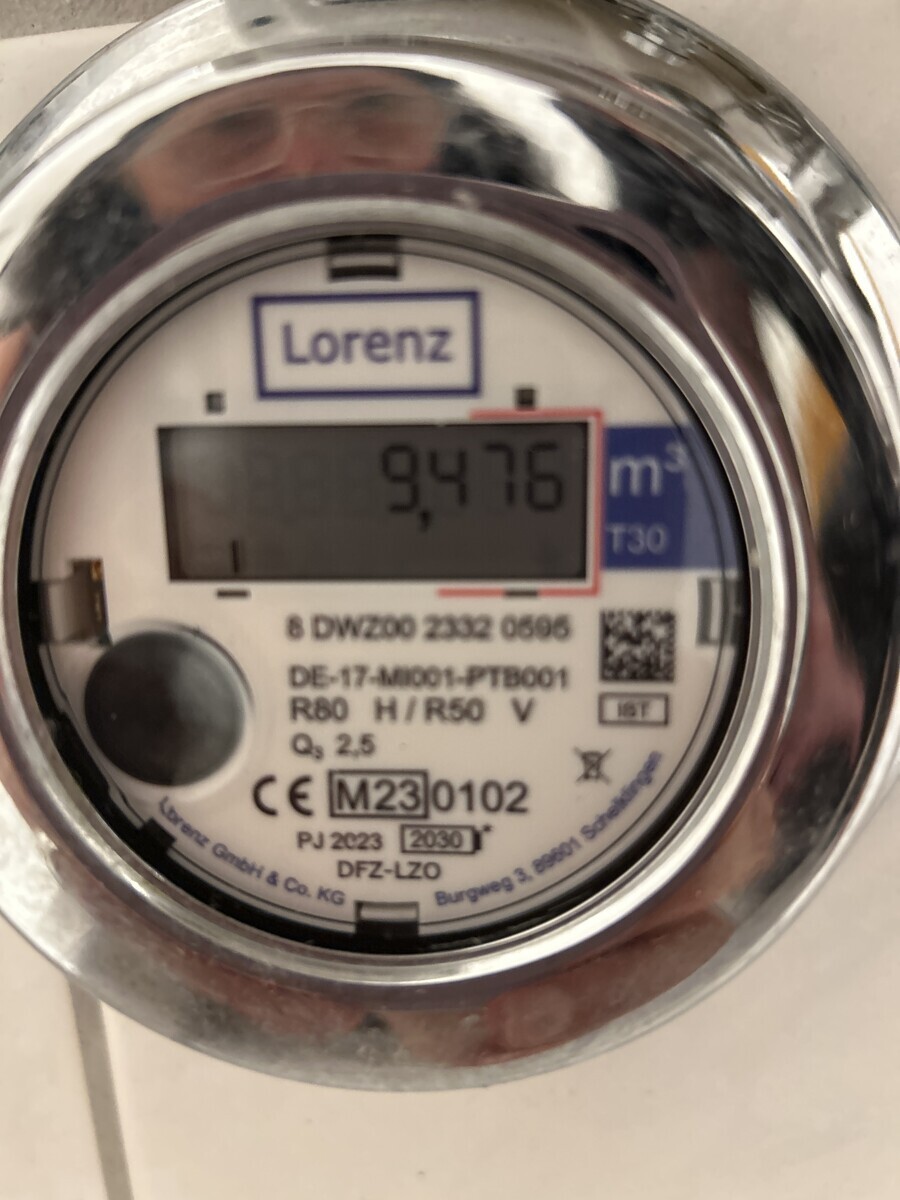 Lorenz
9,476
m³
T30
8 DWZ00 2332 0595
DE-17-MI001-PTB001
R80 H / R50 V
IST
Q₃ 2,5
CE M23 0102
PJ 2023 2030*
DFZ-LZO
Lorenz GmbH & Co. KG
Burgweg 3, 89601 Schelklingen